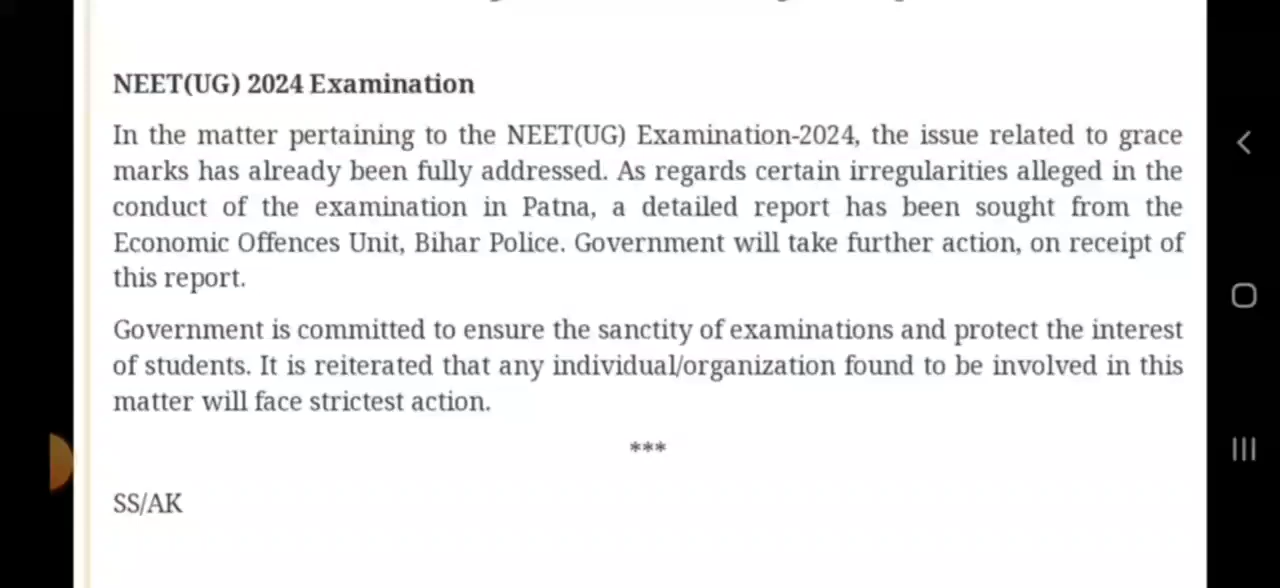 NEET(UG) 2024 Examination
In the matter pertaining to the NEET(UG) Examination-2024, the issue related to grace
marks has already been fully addressed. As regards certain irregularities alleged in the
conduct of the examination in Patna, a detailed report has been sought from the
Economic Offences Unit, Bihar Police. Government will take further action, on receipt of
this report.
Government is committed to ensure the sanctity of examinations and protect the interest
of students. It is reiterated that any individual/organization found to be involved in this
matter will face strictest action.
***
SS/AK